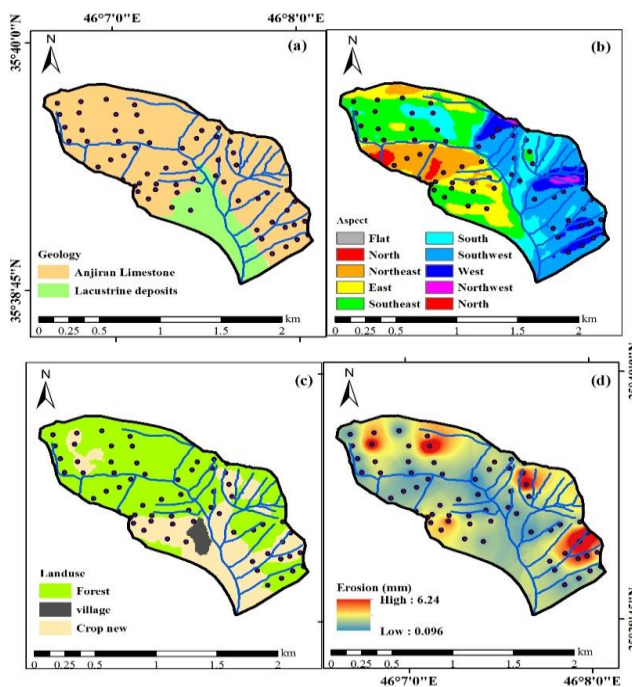 46°7'0"E 46°8'0"E
35°40'0"N
35°38'45"N
N
(a)
Geology
Anjiran Limestone
Lacustrine deposits
km
0 0.25 0.5 1 1.5 2
N
(b)
Aspect
Flat South
North Southwest
Northeast West
East Northwest
Southeast North
km
0 0.25 0.5 1 1.5 2
N
(c)
Landuse
Forest
village
Crop new
km
0 0.25 0.5 1 1.5 2
N
(d)
Erosion (mm)
High : 6.24
Low : 0.096
km
0 0.25 0.5 1 1.5 2
46°7'0"E 46°8'0"E